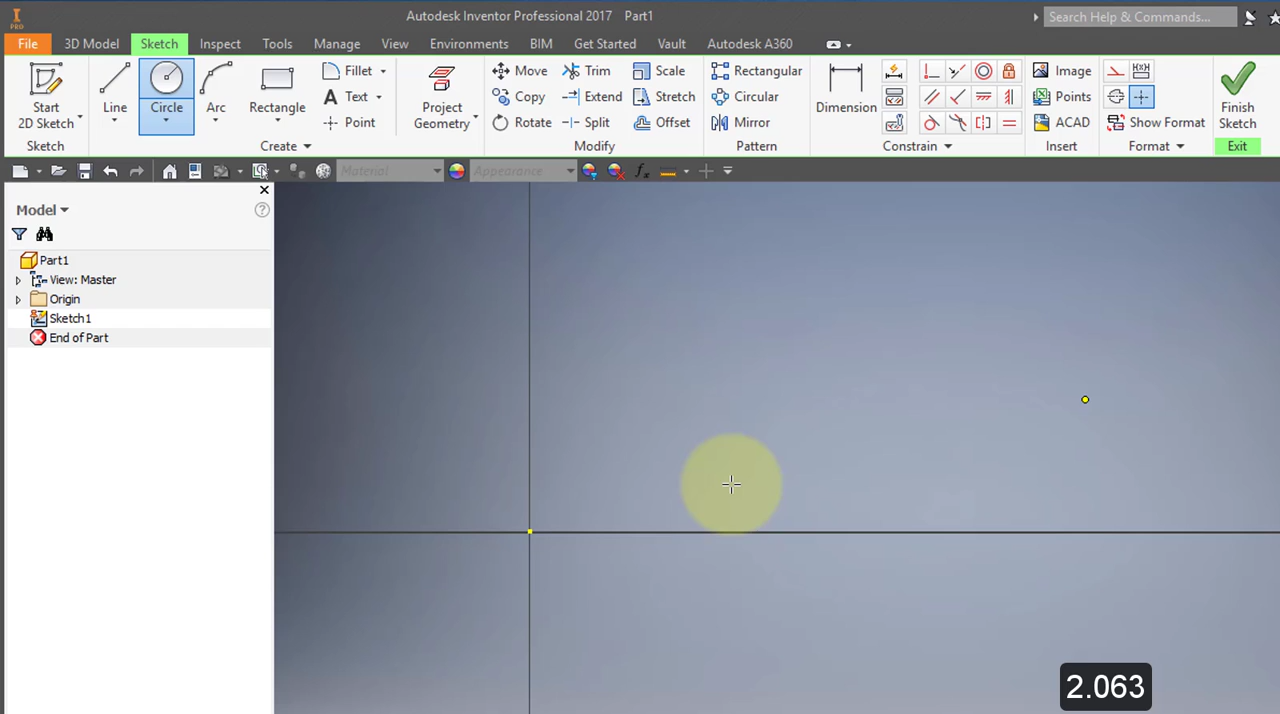 PRO
Autodesk Inventor Professional 2017 Part1
Search Help & Commands...
File 3D Model Sketch Inspect Tools Manage View Environments BIM Get Started Vault Autodesk A360
Start
2D Sketch
Line
Circle
Arc
Rectangle
Fillet
Text
Point
Project
Geometry
Move
Copy
Rotate
Trim
Extend
Split
Scale
Stretch
Offset
Rectangular
Circular
Mirror
Dimension
Image
Points
ACAD
Show Format
Finish
Sketch
Sketch Create Modify Pattern Constrain Insert Format Exit
Material Appearance fx
Model
Part1
View: Master
Origin
Sketch1
End of Part
2.063